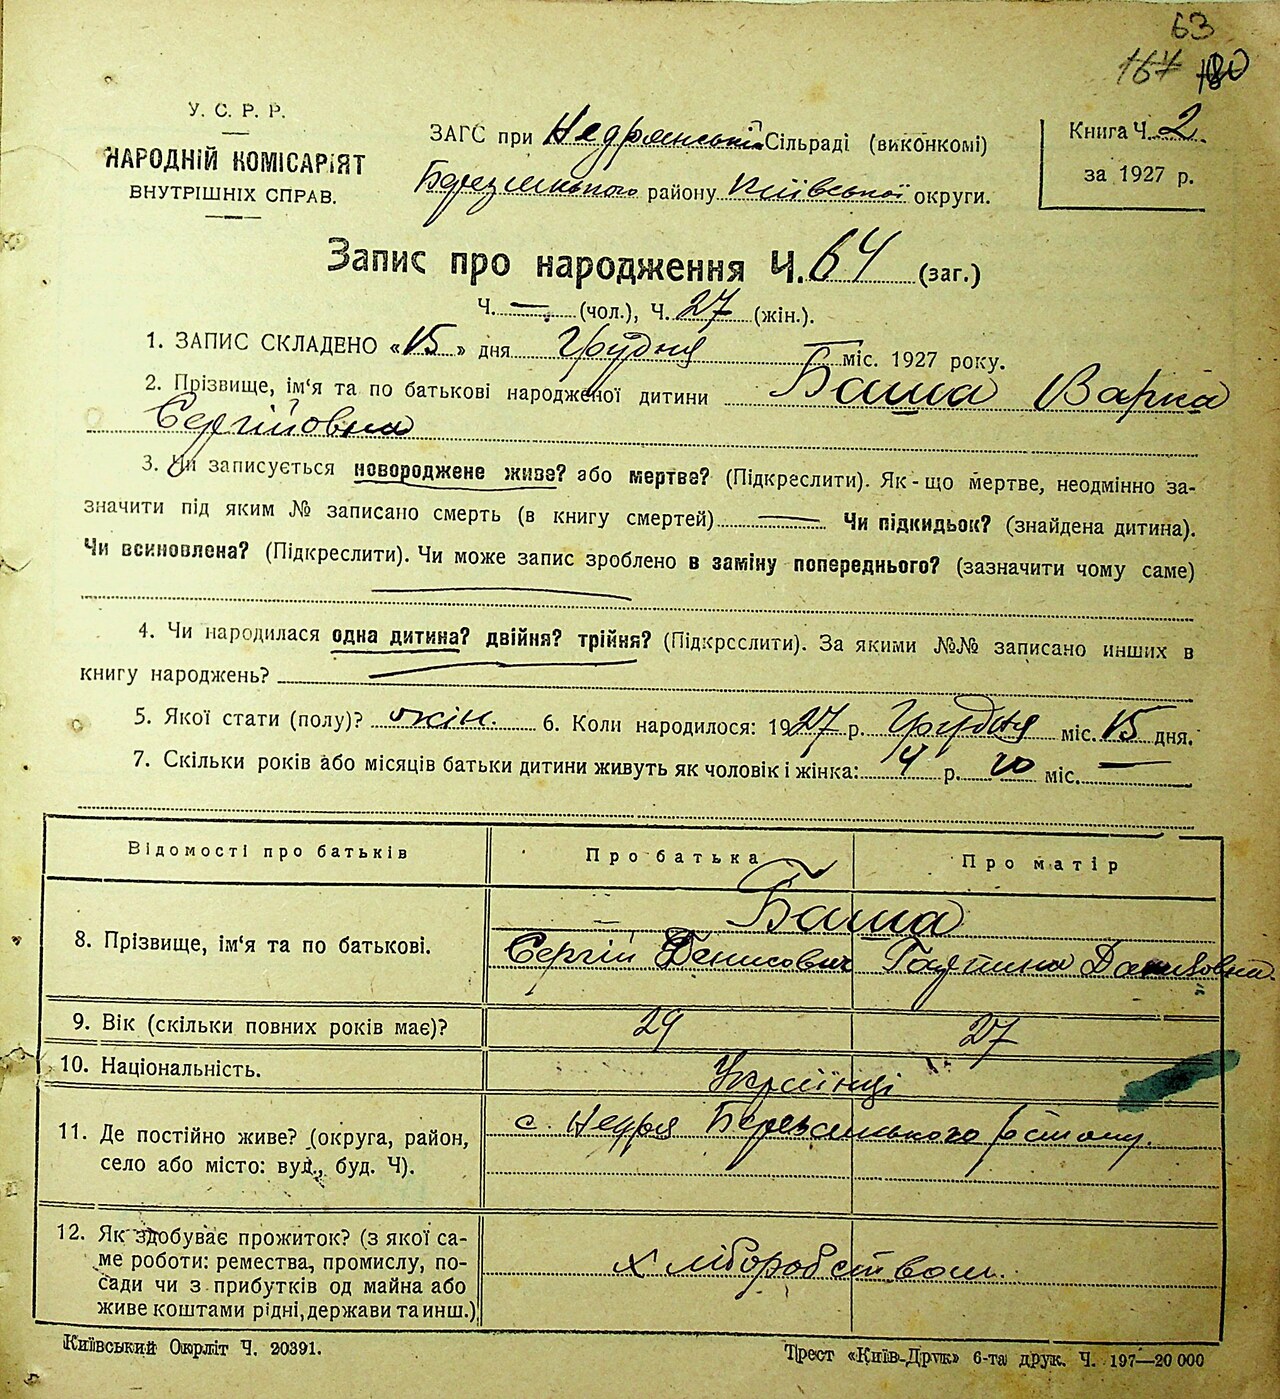 63
167 180
У. С. Р. Р.
НАРОДНІЙ КОМІСАРІЯТ
ВНУТРІШНІХ СПРАВ.
ЗАГС при Недрянській Сільраді (виконкомі)
району Київської округи.
Книга Ч. 2
за 1927 р.
Запис про народження Ч. 64 (заг.)
Ч. — (чол.), Ч. 27 (жін.).
1. ЗАПИС СКЛАДЕНО «15» дня Грудня міс. 1927 року.
2. Прізвище, ім'я та по батькові народженої дитини Баша Варка
Сергійовна
3. Чи записується новороджене живе? або мертве? (Підкреслити). Як-що мертве, неодмінно за-
значити під яким № записано смерть (в книгу смертей) — Чи підкидьок? (знайдена дитина).
Чи всиновлена? (Підкреслити). Чи може запис зроблено в заміну попереднього? (зазначити чому саме)
4. Чи народилася одна дитина? двійня? трійня? (Підкреслити). За якими №№ записано инших в
книгу народжень?
5. Якої стати (полу)? жін. 6. Коли народилося: 1927 р. Грудня міс. 15 дня.
7. Скільки років або місяців батьки дитини живуть як чоловік і жінка: 4 р. 10 міс. —
Відомості про батьків
Про батька
Про матір
8. Прізвище, ім'я та по батькові.
Баша
Сергій Денисович
9. Вік (скільки повних років має)?
29
27
10. Національність.
Українці
11. Де постійно живе? (округа, район,
село або місто: вул., буд. Ч).
с. Недря Березанського району.
12. Як здобуває прожиток? (з якої са-
ме роботи: ремества, промислу, по-
сади чи з прибутків од майна або
живе коштами рідні, держави та инш.)
хліборобством.
Київський Окрліт Ч. 20391.
Трест «Київ-Друк» 6-та друк. Ч. 197—20 000